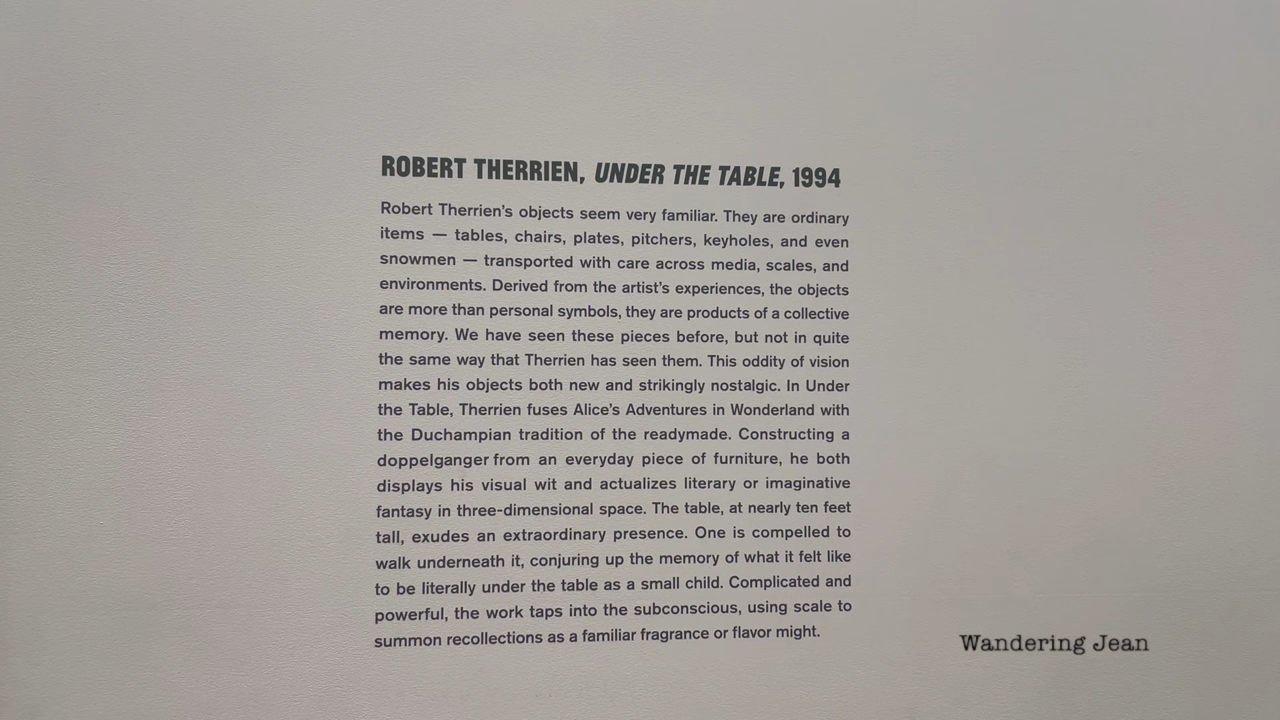 ROBERT THERRIEN, UNDER THE TABLE, 1994
Robert Therrien's objects seem very familiar. They are ordinary
items — tables, chairs, plates, pitchers, keyholes, and even
snowmen — transported with care across media, scales, and
environments. Derived from the artist's experiences, the objects
are more than personal symbols, they are products of a collective
memory. We have seen these pieces before, but not in quite
the same way that Therrien has seen them. This oddity of vision
makes his objects both new and strikingly nostalgic. In Under
the Table, Therrien fuses Alice's Adventures in Wonderland with
the Duchampian tradition of the readymade. Constructing a
doppelganger from an everyday piece of furniture, he both
displays his visual wit and actualizes literary or imaginative
fantasy in three-dimensional space. The table, at nearly ten feet
tall, exudes an extraordinary presence. One is compelled to
walk underneath it, conjuring up the memory of what it felt like
to be literally under the table as a small child. Complicated and
powerful, the work taps into the subconscious, using scale to
summon recollections as a familiar fragrance or flavor might.
Wandering Jean